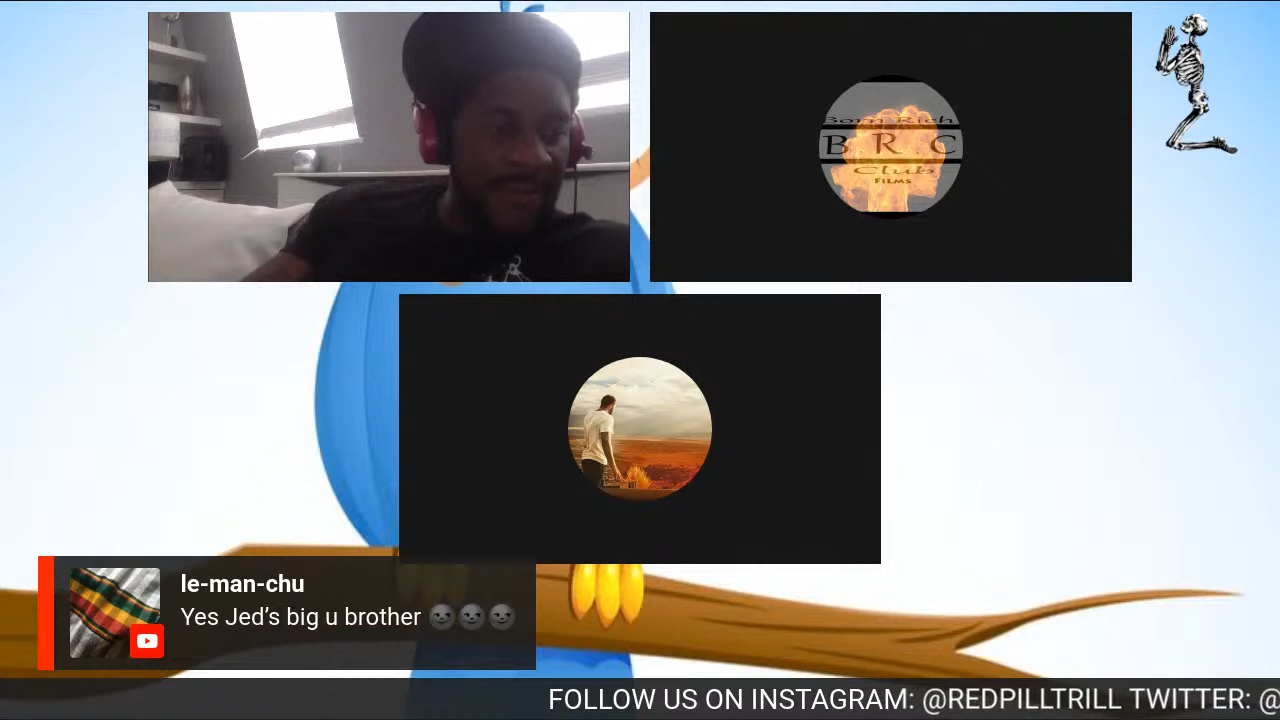 Born Rich
B R C
Club
FILMS
le-man-chu
Yes Jed’s big u brother 🌚🌚🌚
FOLLOW US ON INSTAGRAM: @REDPILLTRILL TWITTER: @